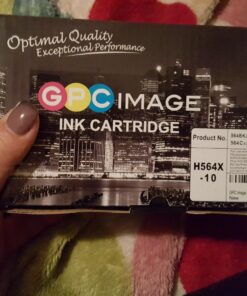 Optimal Quality
Exceptional Performance
GPC IMAGE
INK CARTRIDGE
Product No.
H564X
-10